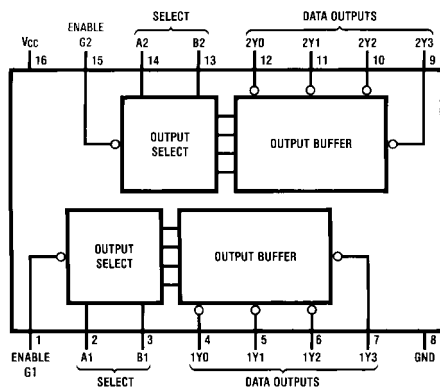 SELECT DATA OUTPUTS
ENABLE
VCC G2 A2 B2 2Y0 2Y1 2Y2 2Y3
16 15 14 13 12 11 10 9
OUTPUT
SELECT
OUTPUT BUFFER
OUTPUT
SELECT
OUTPUT BUFFER
1 2 3 4 5 6 7 8
ENABLE
G1
A1 B1 1Y0 1Y1 1Y2 1Y3 GND
SELECT DATA OUTPUTS